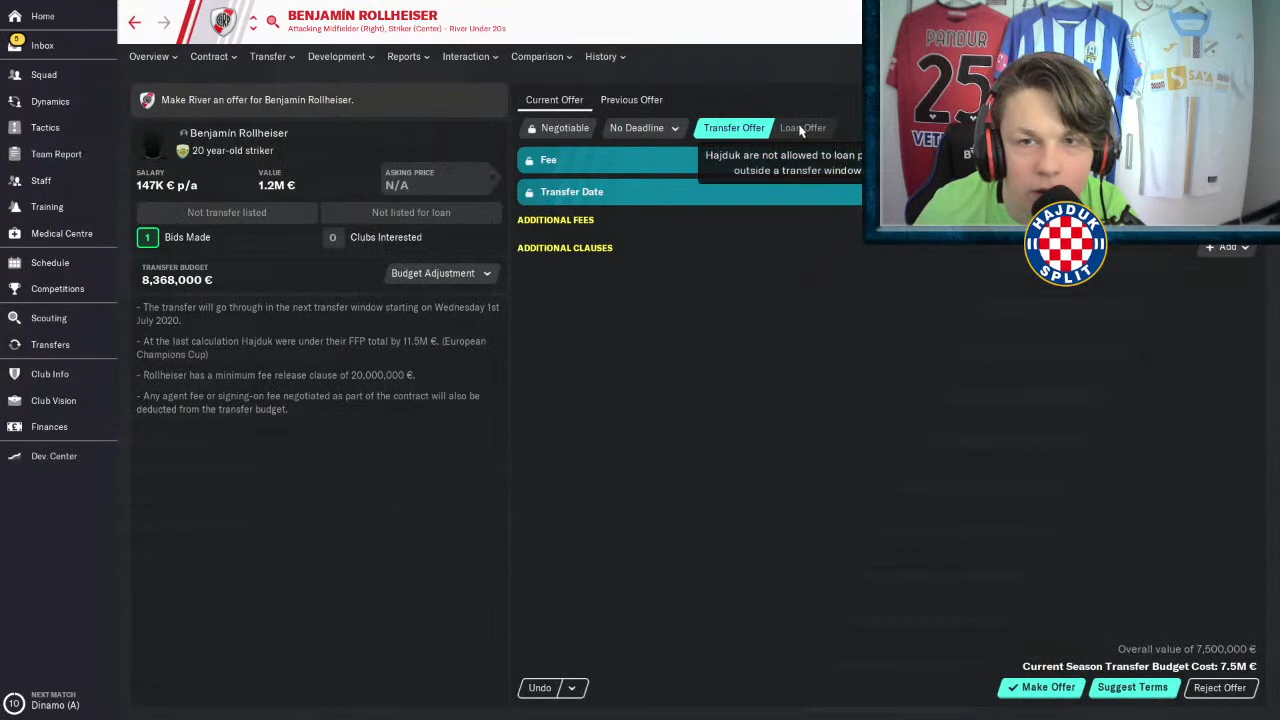 Home
5
Inbox
Squad
Dynamics
Tactics
Team Report
Staff
Training
Medical Centre
Schedule
Competitions
Scouting
Transfers
Club Info
Club Vision
Finances
Dev. Center
10
NEXT MATCH
Dinamo (A)
BENJAMÍN ROLLHEISER
Attacking Midfielder (Right), Striker (Center) - River Under 20s
Overview
Contract
Transfer
Development
Reports
Interaction
Comparison
History
Make River an offer for Benjamín Rollheiser.
Benjamín Rollheiser
20 year-old striker
SALARY
147K € p/a
VALUE
1.2M €
ASKING PRICE
N/A
Not transfer listed
Not listed for loan
1 Bids Made
0 Clubs Interested
TRANSFER BUDGET
8,368,000 €
Budget Adjustment
- The transfer will go through in the next transfer window starting on Wednesday 1st
July 2020.
- At the last calculation Hajduk were under their FFP total by 11.5M €. (European
Champions Cup)
- Rollheiser has a minimum fee release clause of 20,000,000 €.
- Any agent fee or signing-on fee negotiated as part of the contract will also be
deducted from the transfer budget.
Current Offer
Previous Offer
Negotiable
No Deadline
Transfer Offer
Loan Offer
Hajduk are not allowed to loan p
outside a transfer window
Fee
Transfer Date
ADDITIONAL FEES
ADDITIONAL CLAUSES
+ Add
Undo
Overall value of 7,500,000 €
Current Season Transfer Budget Cost: 7.5M €
Make Offer
Suggest Terms
Reject Offer
PANDUR
25
HAJDUK
SPLIT